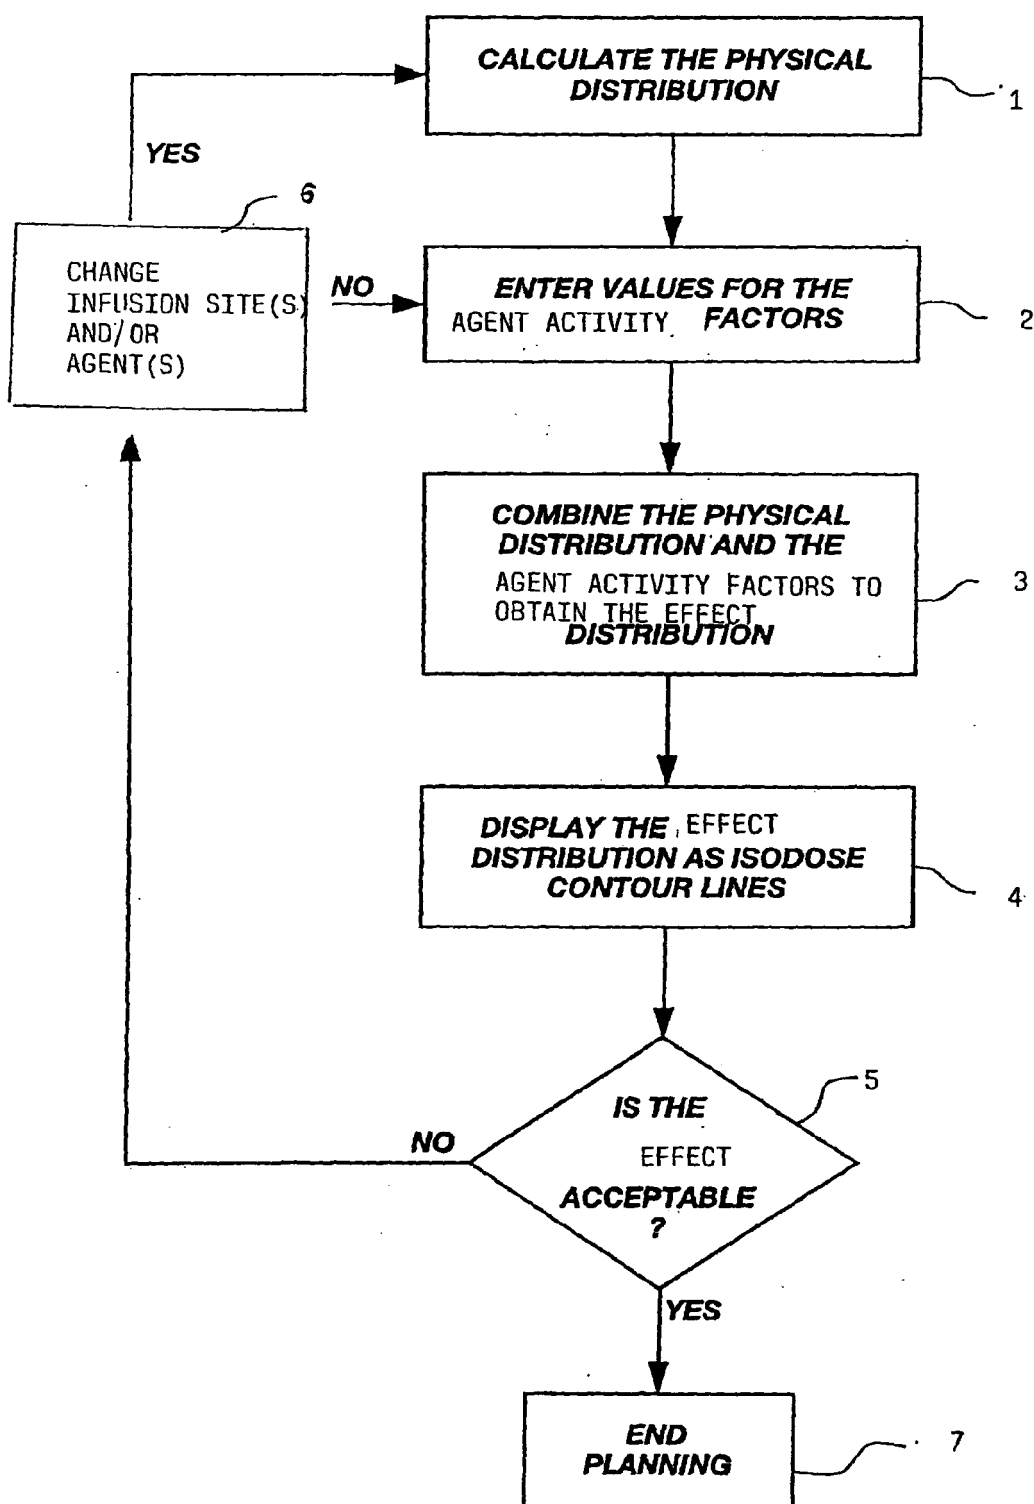 CALCULATE THE PHYSICAL
DISTRIBUTION
1
YES
6
CHANGE
INFUSION SITE(S)
AND/OR
AGENT(S)
NO
ENTER VALUES FOR THE
AGENT ACTIVITY FACTORS
2
COMBINE THE PHYSICAL
DISTRIBUTION AND THE
AGENT ACTIVITY FACTORS TO
OBTAIN THE EFFECT
DISTRIBUTION
3
DISPLAY THE EFFECT
DISTRIBUTION AS ISODOSE
CONTOUR LINES
4
IS THE
EFFECT
ACCEPTABLE
?
5
NO
YES
END
PLANNING
7